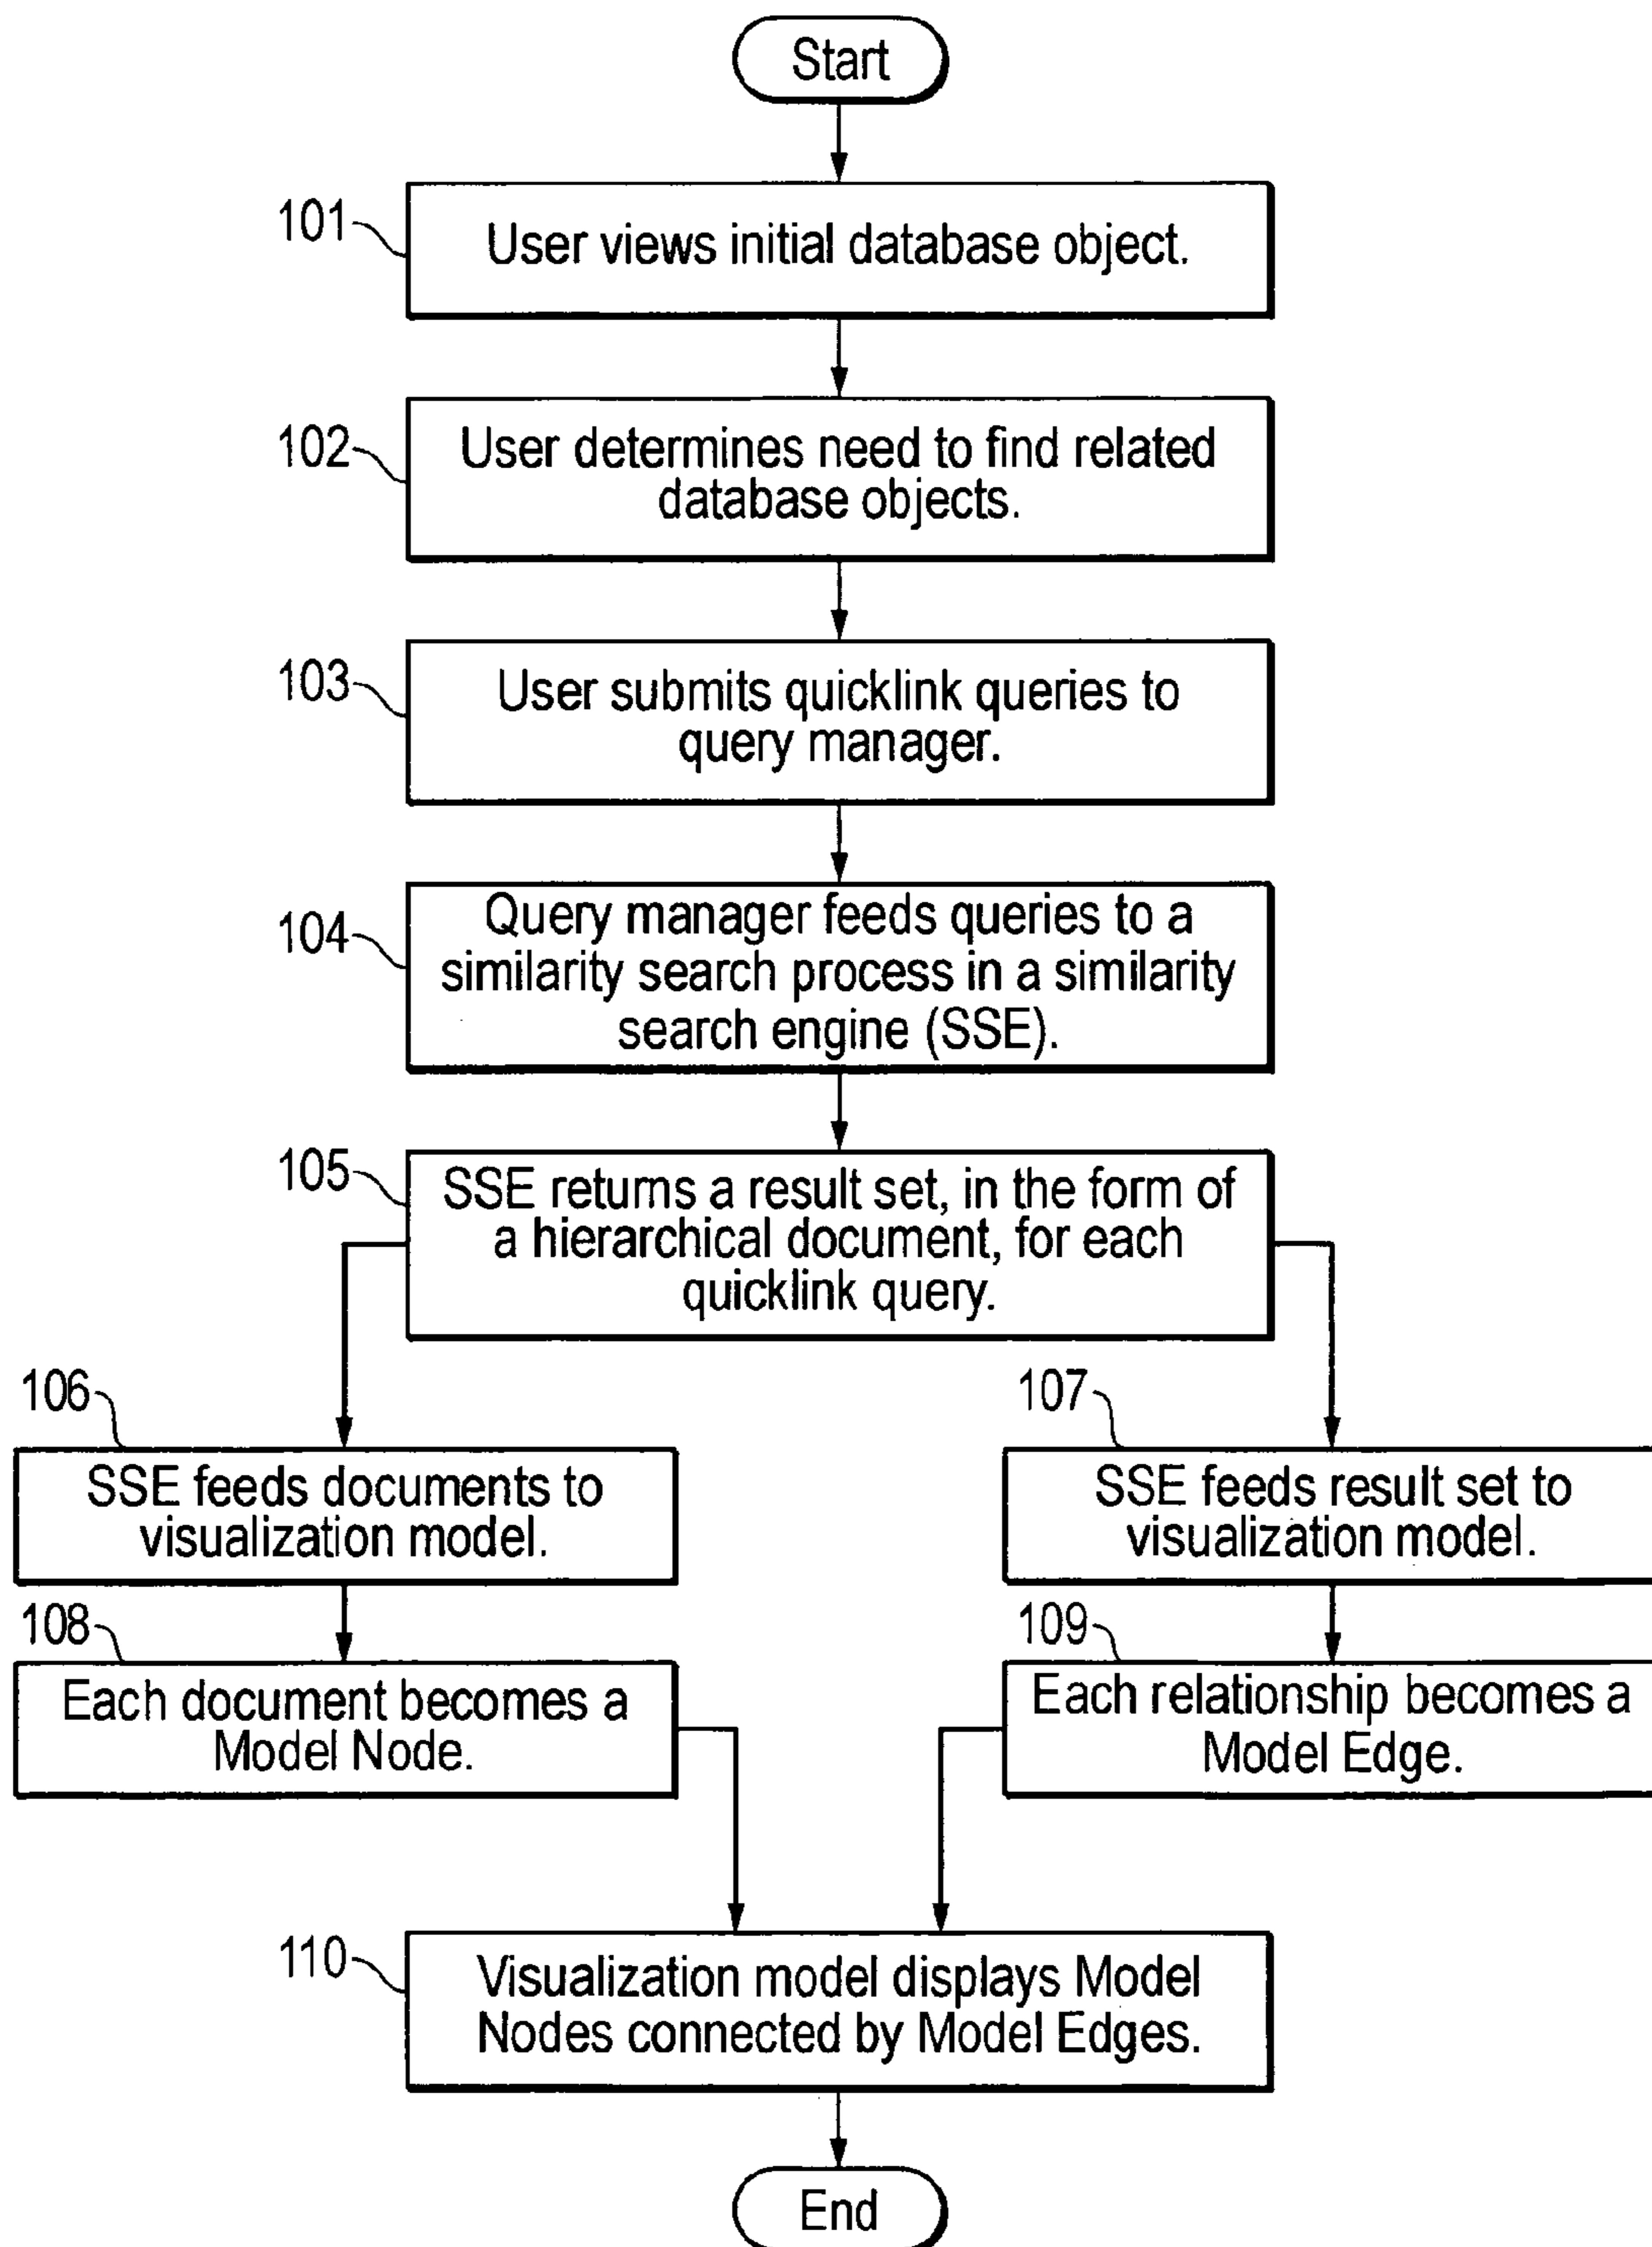 Start
101
User views initial database object.
102
User determines need to find related
database objects.
103
User submits quicklink queries to
query manager.
104
Query manager feeds queries to a
similarity search process in a similarity
search engine (SSE).
105
SSE returns a result set, in the form of
a hierarchical document, for each
quicklink query.
106
SSE feeds documents to
visualization model.
107
SSE feeds result set to
visualization model.
108
Each document becomes a
Model Node.
109
Each relationship becomes a
Model Edge.
110
Visualization model displays Model
Nodes connected by Model Edges.
End